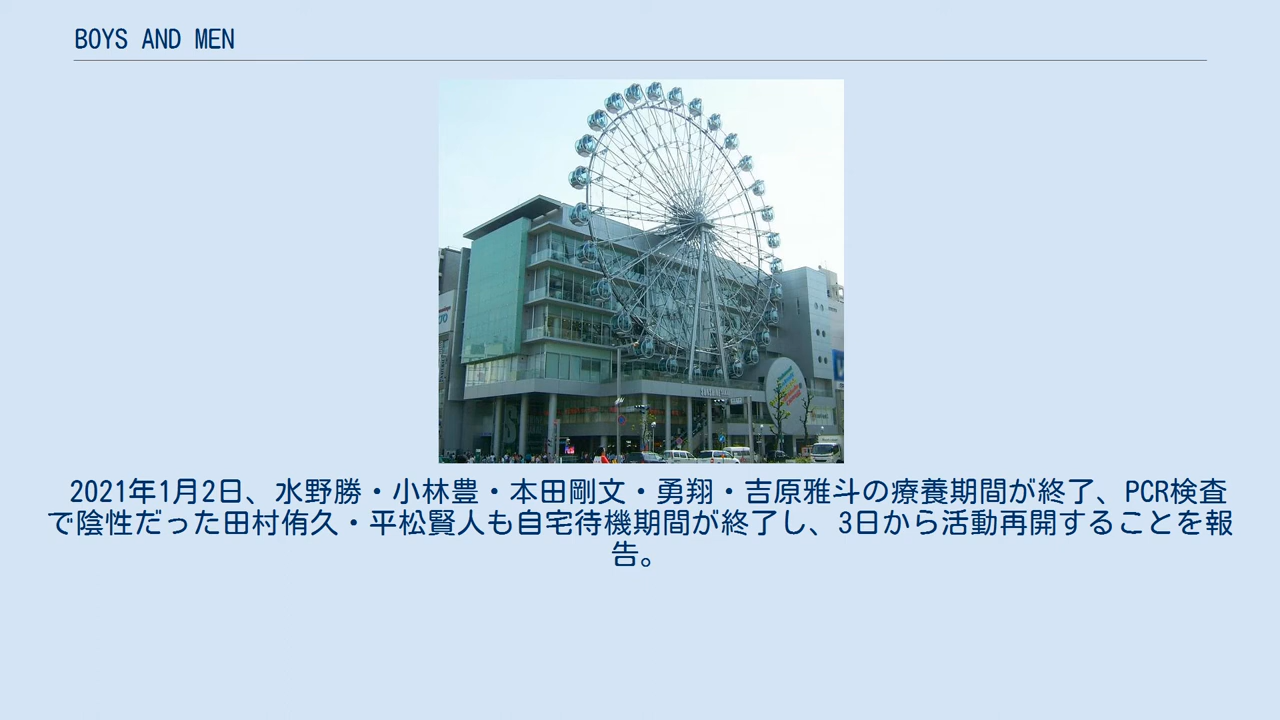 BOYS AND MEN
2021年1月2日、水野勝・小林豊・本田剛文・勇翔・吉原雅斗の療養期間が終了、PCR検査
で陰性だった田村侑久・平松賢人も自宅待機期間が終了し、3日から活動再開することを報
告。